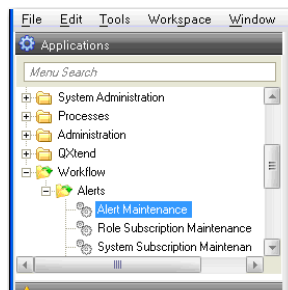 File Edit Tools Workspace Window
Applications
Menu Search
System Administration
Processes
Administration
QXtend
Workflow
Alerts
Alert Maintenance
Role Subscription Maintenance
System Subscription Maintenan